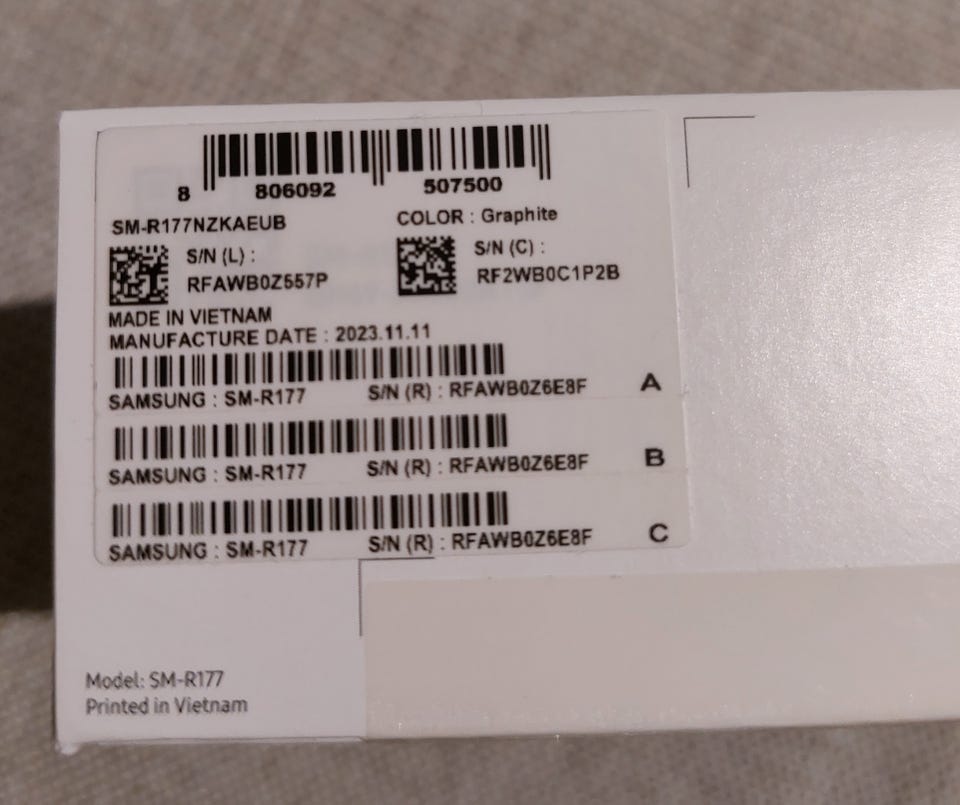 8 806092 507500
SM-R177NZKAEUB COLOR : Graphite
S/N (L) : S/N (C) :
RFAWB0Z557P RF2WB0C1P2B
MADE IN VIETNAM
MANUFACTURE DATE : 2023.11.11
SAMSUNG : SM-R177 S/N (R) : RFAWB0Z6E8F A
SAMSUNG : SM-R177 S/N (R) : RFAWB0Z6E8F B
SAMSUNG : SM-R177 S/N (R) : RFAWB0Z6E8F C
Model: SM-R177
Printed in Vietnam